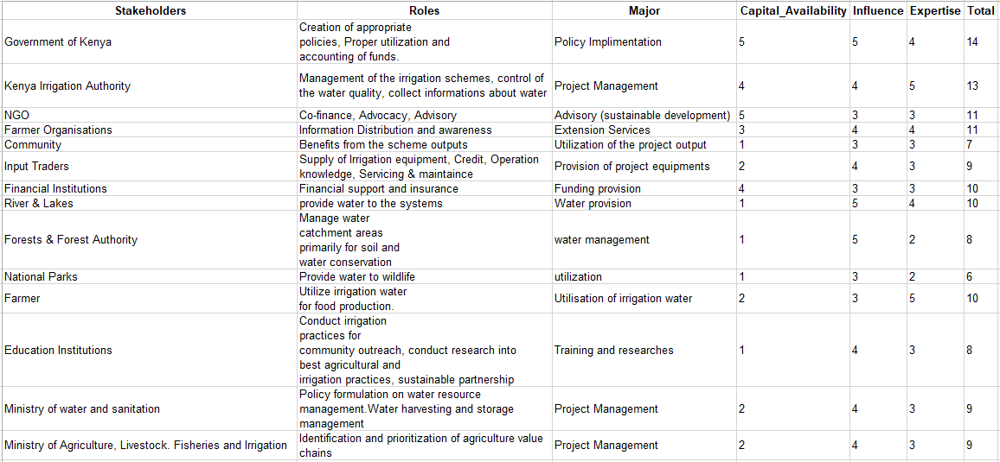 Stakeholders Roles Major Capital_Availability Influence Expertise Total
Creation of appropriate
Government of Kenya policies, Proper utilization and Policy Implimentation 5 5 4 14
accounting of funds.
Kenya Irrigation Authority Management of the irrigation schemes, control of Project Management 4 4 5 13
the water quality, collect informations about water
NGO Co-finance, Advocacy, Advisory Advisory (sustainable development) 5 3 3 11
Farmer Organisations Information Distribution and awareness Extension Services 3 4 4 11
Community Benefits from the scheme outputs Utilization of the project output 1 3 3 7
Input Traders Supply of Irrigation equipment, Credit, Operation Provision of project equipments 2 4 3 9
knowledge, Servicing & maintaince
Financial Institutions Financial support and insurance Funding provision 4 3 3 10
River & Lakes provide water to the systems Water provision 1 5 4 10
Manage water
catchment areas
Forests & Forest Authority primarily for soil and water management 1 5 2 8
water conservation
National Parks Provide water to wildlife utilization 1 3 2 6
Farmer Utilize irrigation water Utilisation of irrigation water 2 3 5 10
for food production.
Conduct irrigation
practices for
Education Institutions community outreach, conduct research into Training and researches 1 4 3 8
best agricultural and
irrigation practices, sustainable partnership
Policy formulation on water resource
Ministry of water and sanitation management.Water harvesting and storage Project Management 2 4 3 9
management
Ministry of Agriculture, Livestock. Fisheries and Irrigation Identification and prioritization of agriculture value Project Management 2 4 3 9
chains